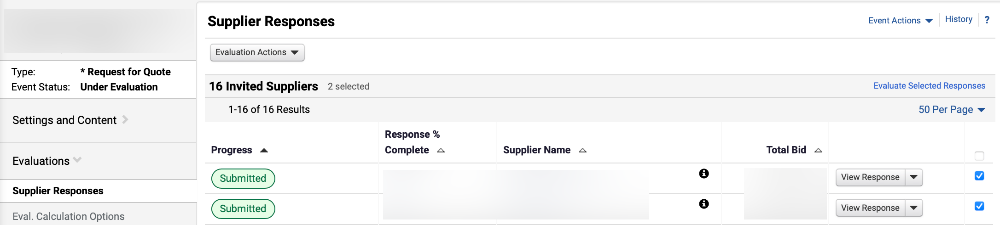 Supplier Responses
Event Actions
History
?
Evaluation Actions
Type: * Request for Quote
Event Status: Under Evaluation
16 Invited Suppliers 2 selected
Evaluate Selected Responses
1-16 of 16 Results
50 Per Page
Settings and Content
Evaluations
Supplier Responses
Eval. Calculation Options
Progress
Response %
Complete
Supplier Name
Total Bid
Submitted
View Response
Submitted
View Response